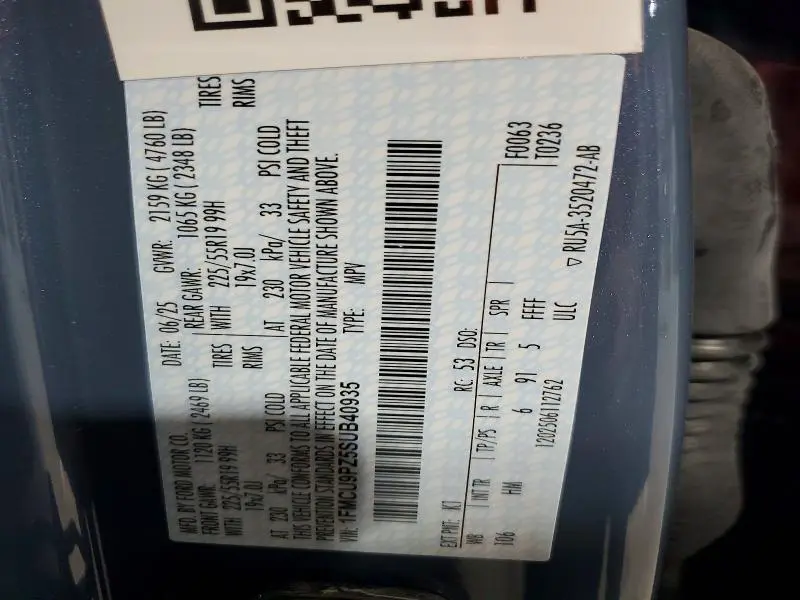 MFD. BY FORD MOTOR CO.
DATE: 06/25 GVWR: 2159 KG ( 4760 LB)
FRONT GAWR: 1120 KG ( 2469 LB) REAR GAWR: 1065 KG ( 2348 LB)
WITH 225/55R19 99H TIRES WITH 225/55R19 99H TIRES
19x7.0J RIMS 19x7.0J RIMS
AT 230 kPa/ 33 PSI COLD AT 230 kPa/ 33 PSI COLD
THIS VEHICLE CONFORMS TO ALL APPLICABLE FEDERAL MOTOR VEHICLE SAFETY AND THEFT
PREVENTION STANDARDS IN EFFECT ON THE DATE OF MANUFACTURE SHOWN ABOVE.
VIN: 1FMCU9PZ5SUB40935 TYPE: MPV
EXT PNT: K1 RC: 53 DSO: F0063
WB INT TR TP/PS R AXLE TR SPR T0236
106 HM 6 91 5 FFFF
1202506112762 ULC ▽ RU5A-3520472-AB